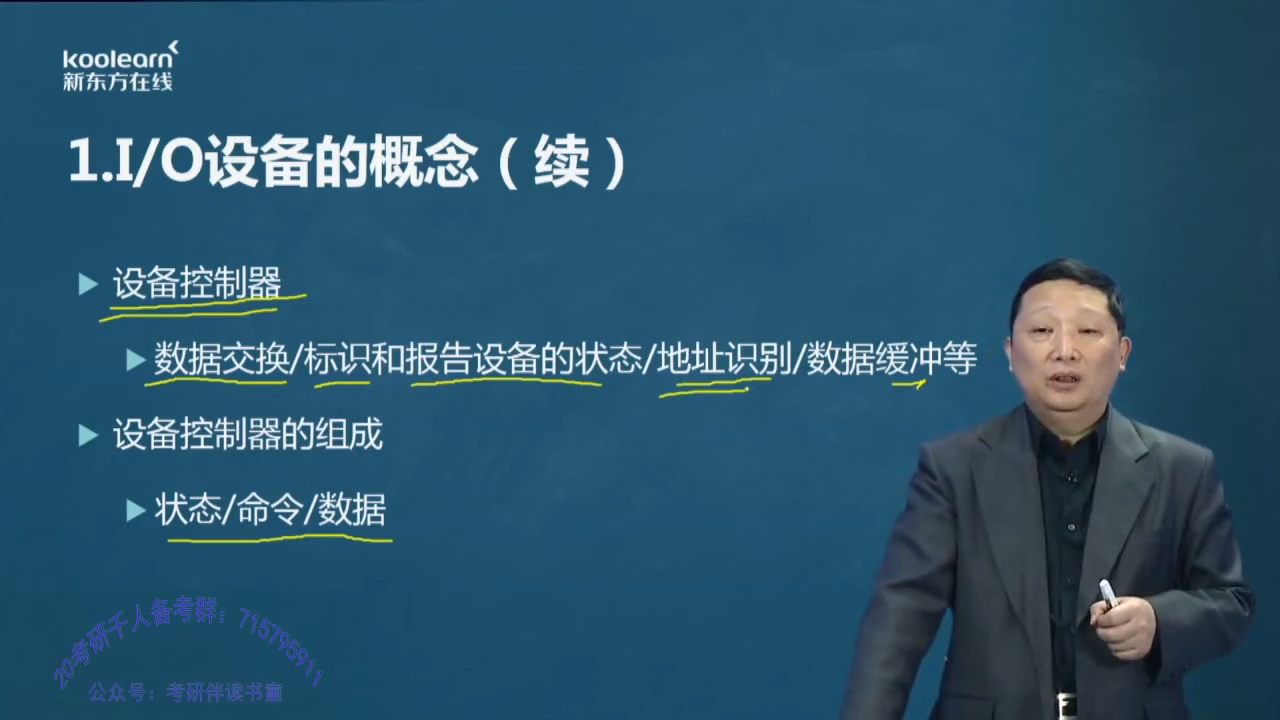 koolearn
新东方在线
1.I/O设备的概念（续）
设备控制器
数据交换/标识和报告设备的状态/地址识别/数据缓冲等
设备控制器的组成
状态/命令/数据
20考研千人备考群：715795911
公众号：考研伴读书童